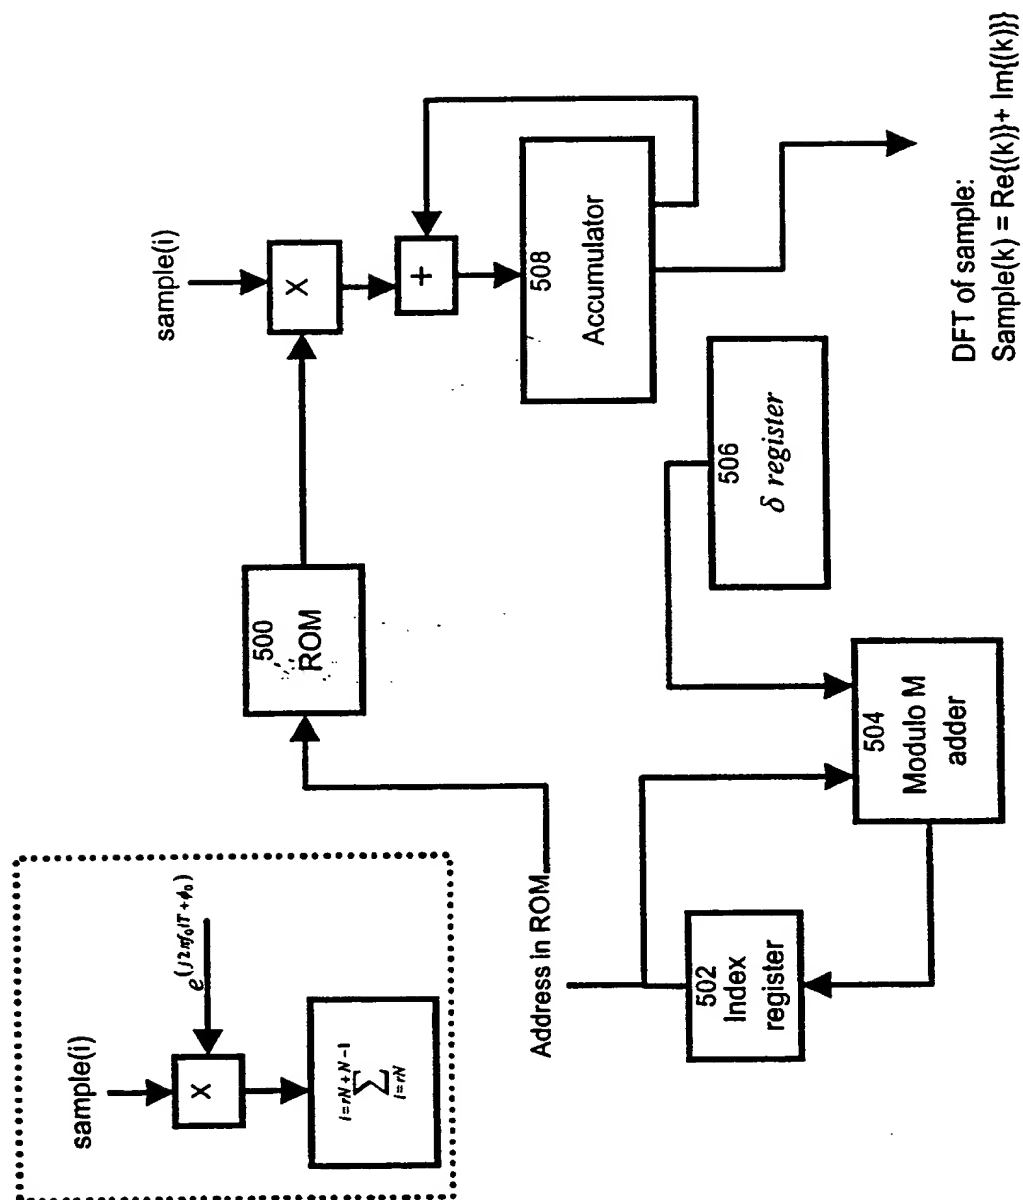 sample(i)
X
e^(j2πf₀iT+ϕ₀)
i=rN+N−1
∑
i=rN
Address in ROM
502
Index
register
504
Modulo M
adder
506
δ register
500
ROM
sample(i)
X
+
508
Accumulator
DFT of sample:
Sample(k) = Re{(k)}+ Im{(k)}}